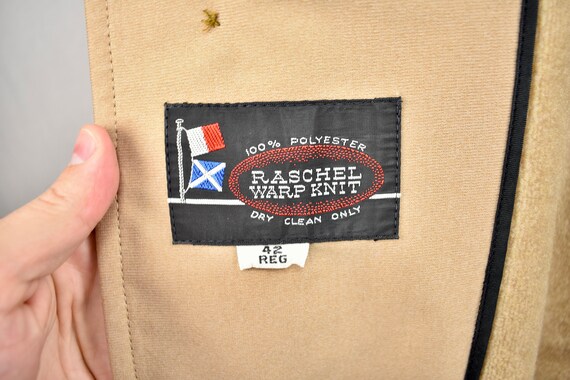 100% POLYESTER
RASCHEL
WARP KNIT
DRY CLEAN ONLY
42
REG